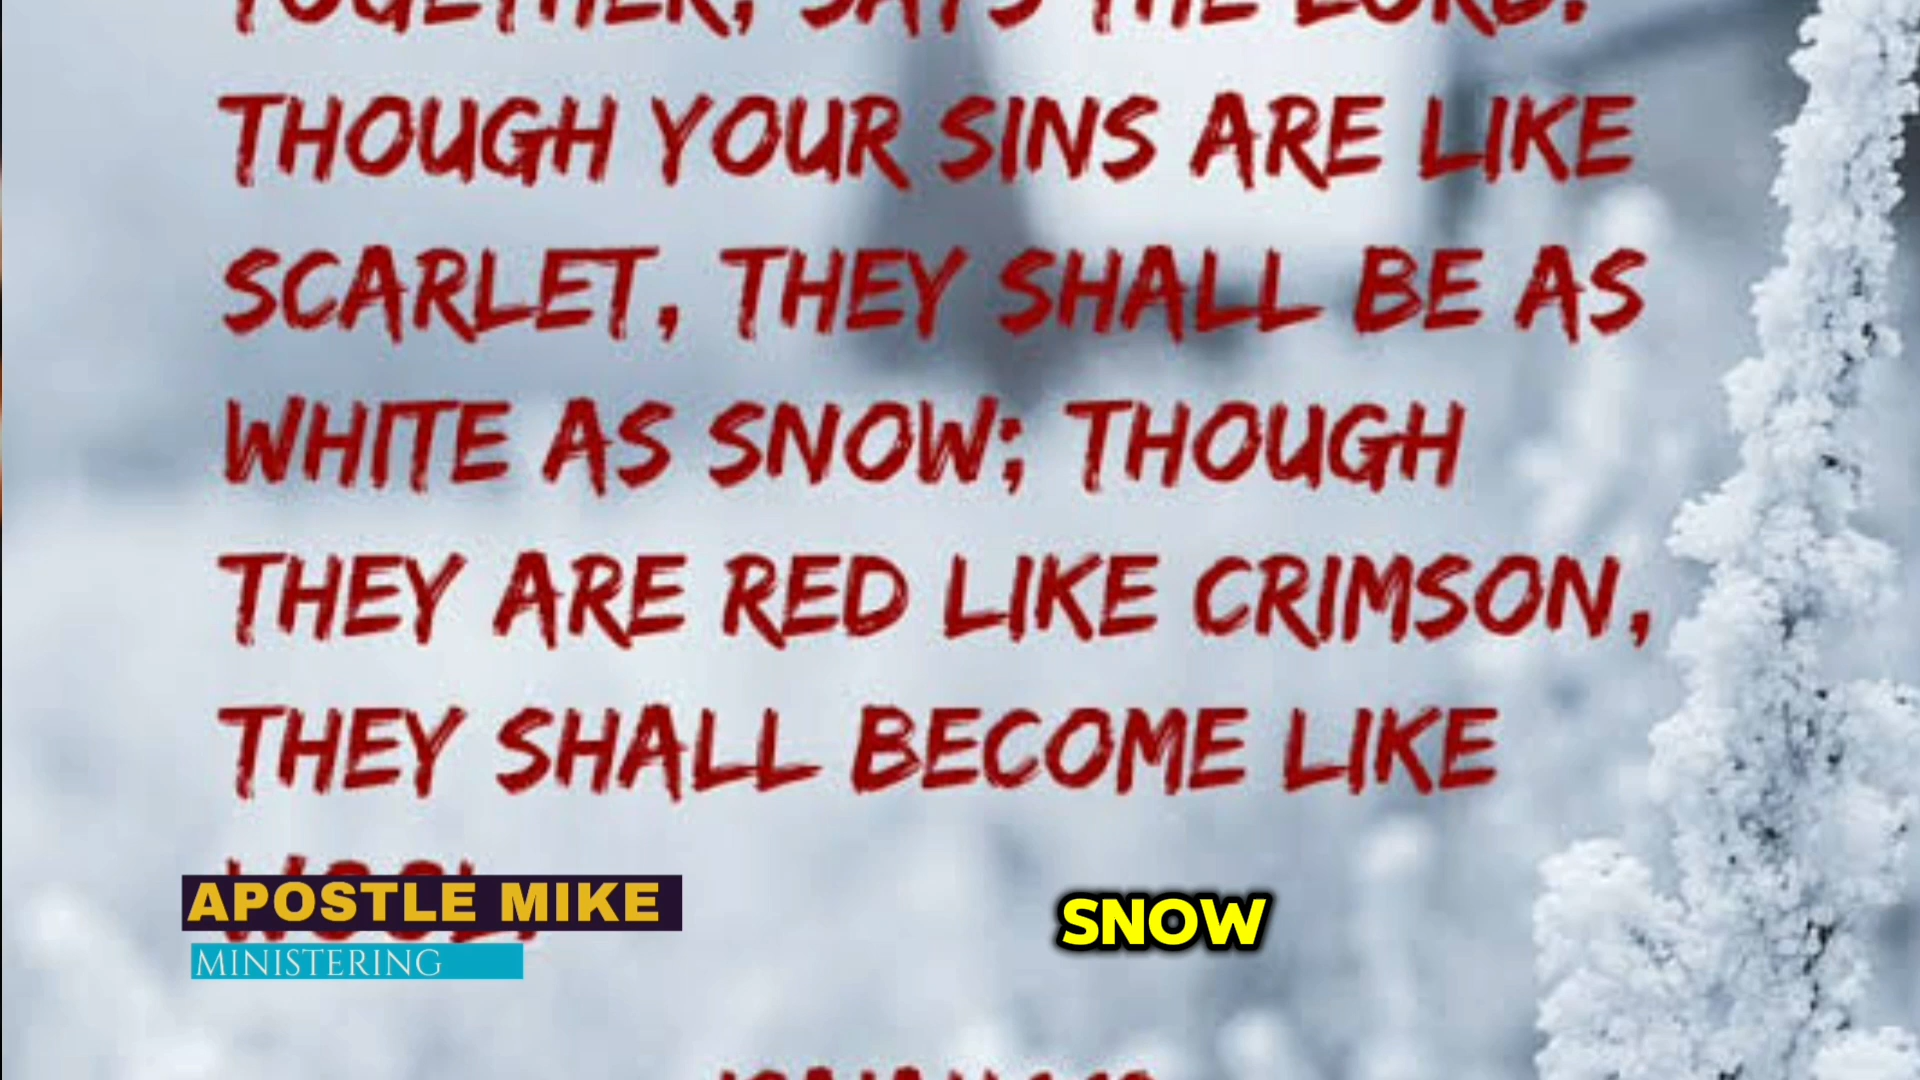 TOGETHER, SAYS THE LORD:
THOUGH YOUR SINS ARE LIKE
SCARLET, THEY SHALL BE AS
WHITE AS SNOW; THOUGH
THEY ARE RED LIKE CRIMSON,
THEY SHALL BECOME LIKE
APOSTLE MIKE
MINISTERING
SNOW